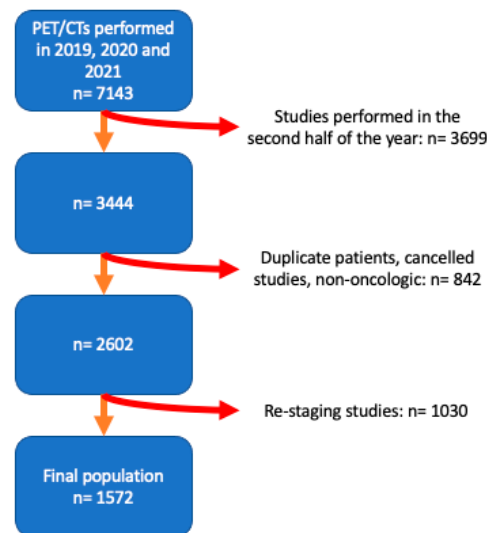 PET/CTs performed
in 2019, 2020 and
2021
n= 7143
Studies performed in the
second half of the year: n= 3699
n= 3444
Duplicate patients, cancelled
studies, non-oncologic: n= 842
n= 2602
Re-staging studies: n= 1030
Final population
n= 1572